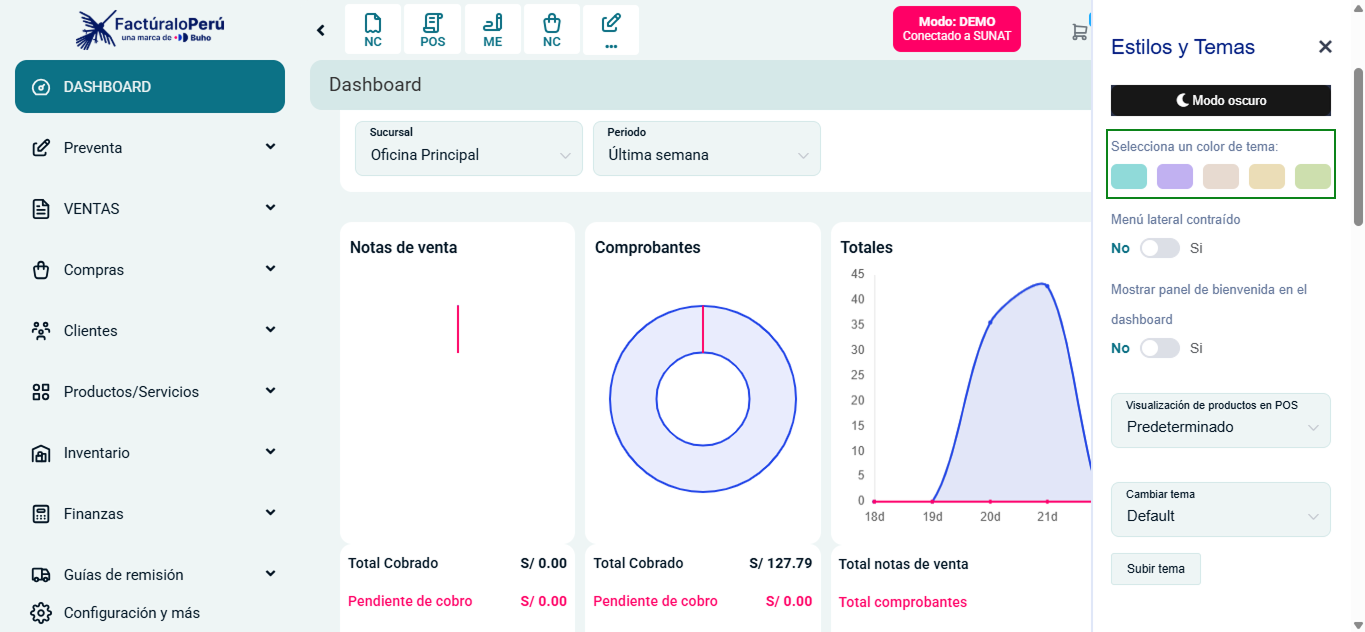 FactúraloPerú
una marca de Buho
NC
POS
ME
NC
...
Modo: DEMO
Conectado a SUNAT
DASHBOARD
Preventa
VENTAS
Compras
Clientes
Productos/Servicios
Inventario
Finanzas
Guías de remisión
Configuración y más
Dashboard
Sucursal
Oficina Principal
Periodo
Última semana
Notas de venta
Total Cobrado S/ 0.00
Pendiente de cobro S/ 0.00
Comprobantes
Total Cobrado S/ 127.79
Pendiente de cobro S/ 0.00
Totales
45
40
35
30
25
20
15
10
5
0
18d 19d 20d 21d
Total notas de venta
Total comprobantes
Estilos y Temas
Modo oscuro
Selecciona un color de tema:
Menú lateral contraído
No Si
Mostrar panel de bienvenida en el
dashboard
No Si
Visualización de productos en POS
Predeterminado
Cambiar tema
Default
Subir tema